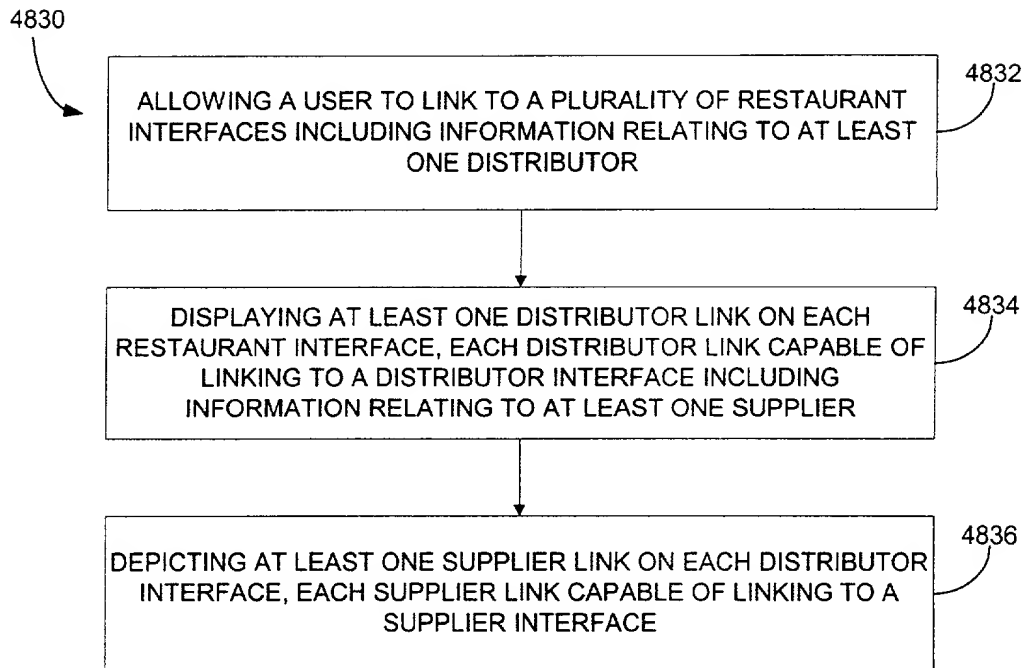 4830
4832
ALLOWING A USER TO LINK TO A PLURALITY OF RESTAURANT
INTERFACES INCLUDING INFORMATION RELATING TO AT LEAST
ONE DISTRIBUTOR
4834
DISPLAYING AT LEAST ONE DISTRIBUTOR LINK ON EACH
RESTAURANT INTERFACE, EACH DISTRIBUTOR LINK CAPABLE OF
LINKING TO A DISTRIBUTOR INTERFACE INCLUDING
INFORMATION RELATING TO AT LEAST ONE SUPPLIER
4836
DEPICTING AT LEAST ONE SUPPLIER LINK ON EACH DISTRIBUTOR
INTERFACE, EACH SUPPLIER LINK CAPABLE OF LINKING TO A
SUPPLIER INTERFACE